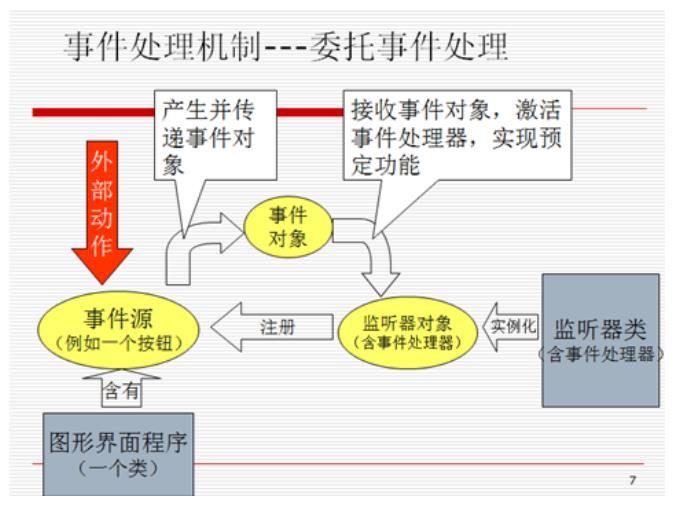 事件处理机制---委托事件处理
产生并传
递事件对
象
接收事件对象，激活
事件处理器，实现预
定功能
外
部
动
作
事件
对象
事件源
（例如一个按钮）
注册
监听器对象
（含事件处理器）
实例化
监听器类
（含事件处理器）
含有
图形界面程序
（一个类）
7